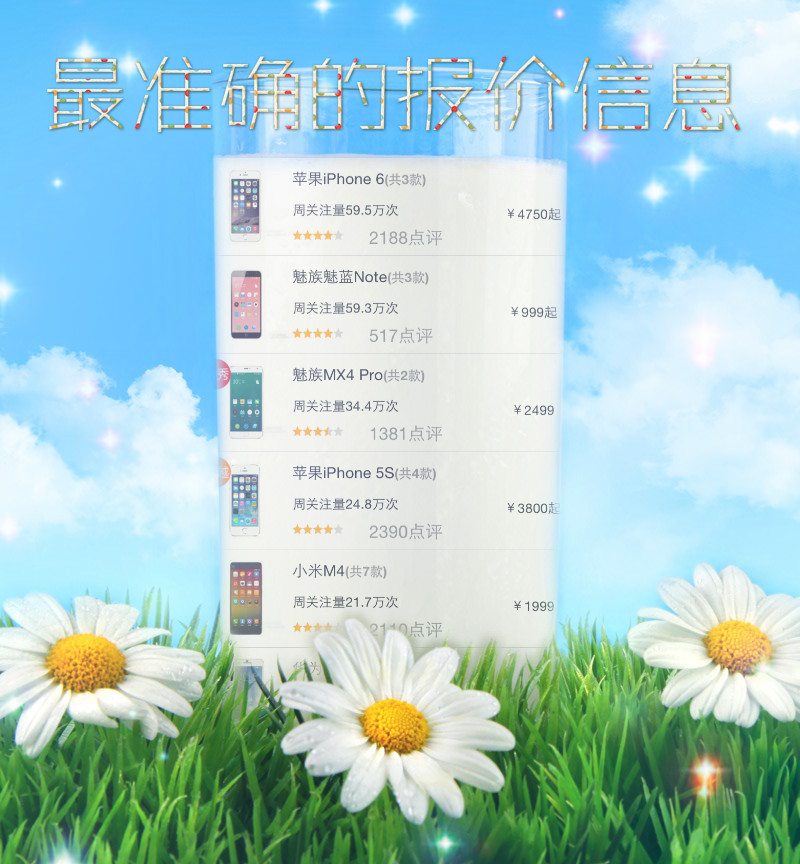 最准确的报价信息
苹果iPhone 6(共3款)
周关注量59.5万次
￥4750起
2188点评
魅族魅蓝Note(共3款)
周关注量59.3万次
￥999起
517点评
魅族MX4 Pro(共2款)
周关注量34.4万次
￥2499
1381点评
苹果iPhone 5S(共4款)
周关注量24.8万次
￥3800起
2390点评
小米M4(共7款)
周关注量21.7万次
￥1999
2110点评
华为